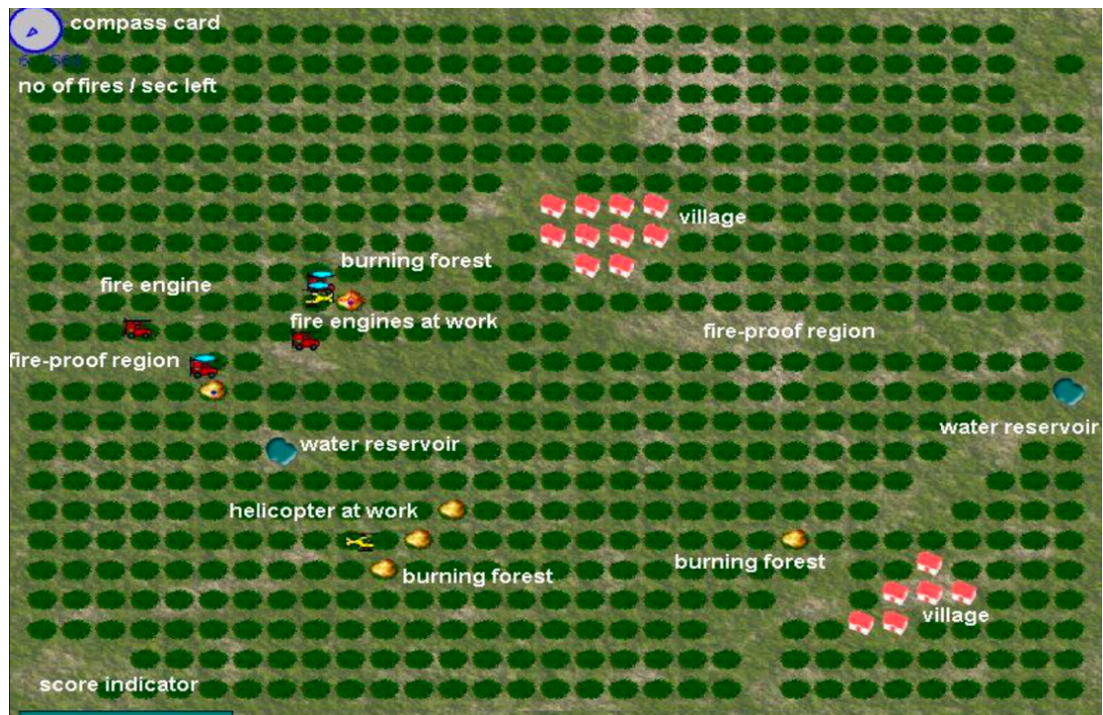 compass card
no of fires / sec left
village
burning forest
fire engine
fire engines at work
fire-proof region
fire-proof region
water reservoir
water reservoir
helicopter at work
burning forest
burning forest
village
score indicator